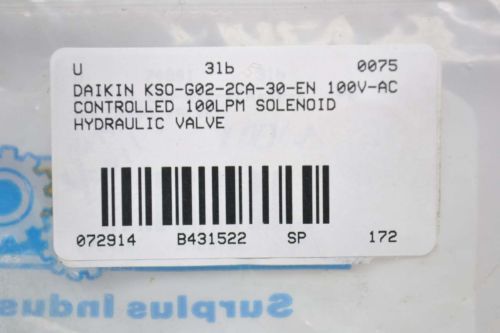 U 3lb 0075
DAIKIN KSO-G02-2CA-30-EN 100V-AC
CONTROLLED 100LPM SOLENOID
HYDRAULIC VALVE
072914 B431522 SP 172
Surplus Indus